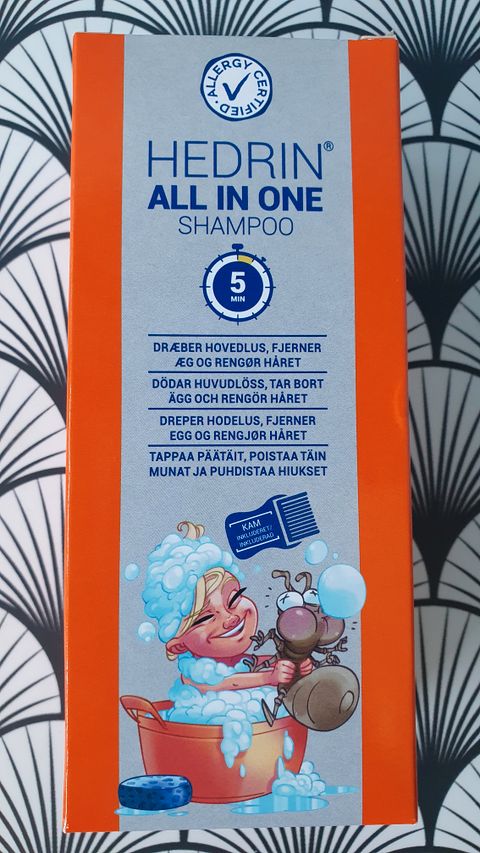 ALLERGY CERTIFIED
HEDRIN®
ALL IN ONE
SHAMPOO
5
MIN
DRÆBER HOVEDLUS, FJERNER
ÆG OG RENGØR HÅRET
DÖDAR HUVUDLÖSS, TAR BORT
ÄGG OCH RENGÖR HÅRET
DREPER HODELUS, FJERNER
EGG OG RENGJØR HÅRET
TAPPAA PÄÄTÄIT, POISTAA TÄIN
MUNAT JA PUHDISTAA HIUKSET
KAM
INKLUDERET/
INKLUDERAD